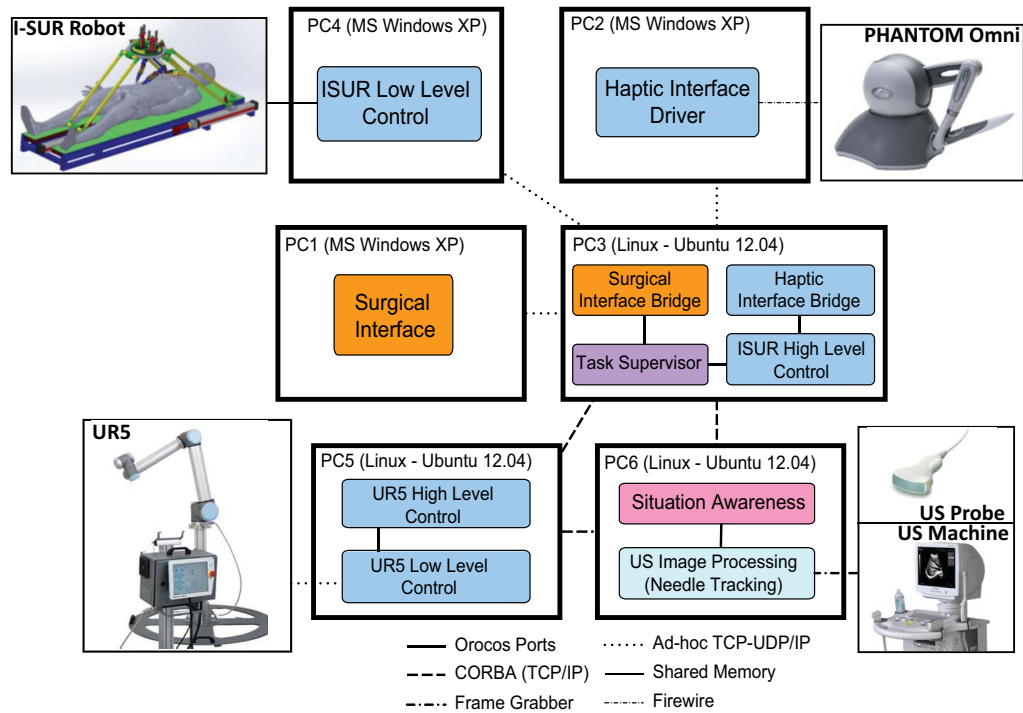 I-SUR Robot
PC4 (MS Windows XP)
ISUR Low Level
Control
PC2 (MS Windows XP)
Haptic Interface
Driver
PHANTOM Omni
PC1 (MS Windows XP)
Surgical
Interface
PC3 (Linux - Ubuntu 12.04)
Surgical
Interface Bridge
Haptic
Interface Bridge
Task Supervisor
ISUR High Level
Control
UR5
PC5 (Linux - Ubuntu 12.04)
UR5 High Level
Control
UR5 Low Level
Control
PC6 (Linux - Ubuntu 12.04)
Situation Awareness
US Image Processing
(Needle Tracking)
US Probe
US Machine
Orocos Ports
CORBA (TCP/IP)
Frame Grabber
Ad-hoc TCP-UDP/IP
Shared Memory
Firewire